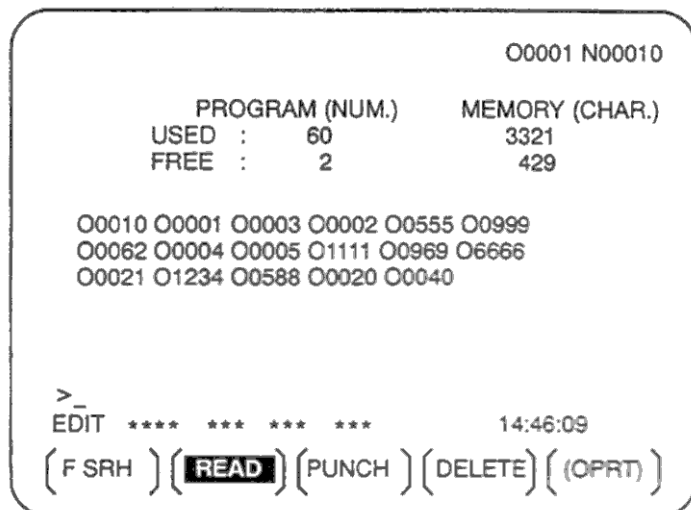 O0001 N00010
PROGRAM (NUM.) MEMORY (CHAR.)
USED : 60 3321
FREE : 2 429
O0010 O0001 O0003 O0002 O0555 O0999
O0062 O0004 O0005 O1111 O0969 O6666
O0021 O1234 O0588 O0020 O0040
>_
EDIT **** *** *** *** 14:46:09
[F SRH] [READ] [PUNCH] [DELETE] [(OPRT)]